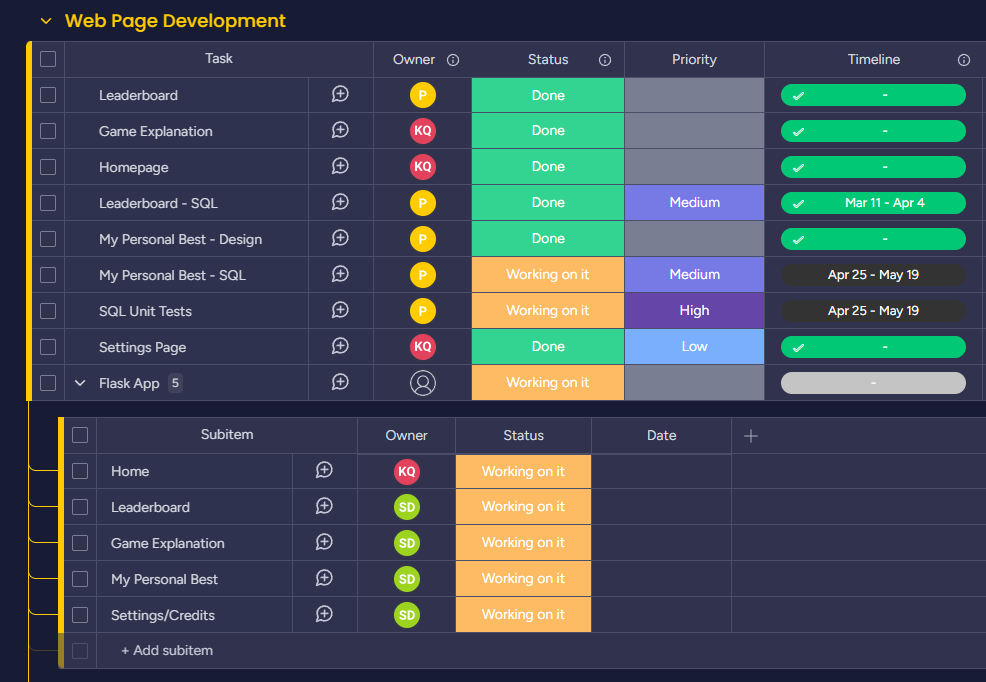 Web Page Development
Task Owner Status Priority Timeline
Leaderboard P Done -
Game Explanation KQ Done -
Homepage KQ Done -
Leaderboard - SQL P Done Medium Mar 11 - Apr 4
My Personal Best - Design P Done -
My Personal Best - SQL P Working on it Medium Apr 25 - May 19
SQL Unit Tests P Working on it High Apr 25 - May 19
Settings Page KQ Done Low -
Flask App 5 Working on it -
Subitem Owner Status Date
Home KQ Working on it
Leaderboard SD Working on it
Game Explanation SD Working on it
My Personal Best SD Working on it
Settings/Credits SD Working on it
+ Add subitem